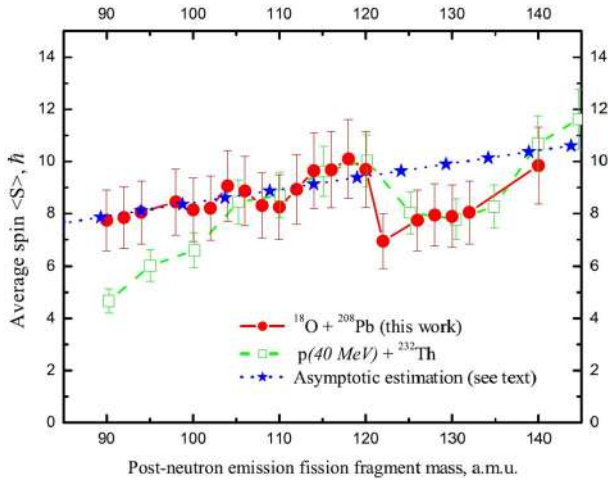 90 100 110 120 130 140
14 14
12 12
10 10
8 8
6 6
4 4
2 2
0 0
Average spin <S>, ℏ
¹⁸O + ²⁰⁸Pb (this work)
p(40 MeV) + ²³²Th
Asymptotic estimation (see text)
90 100 110 120 130 140
Post-neutron emission fission fragment mass, a.m.u.